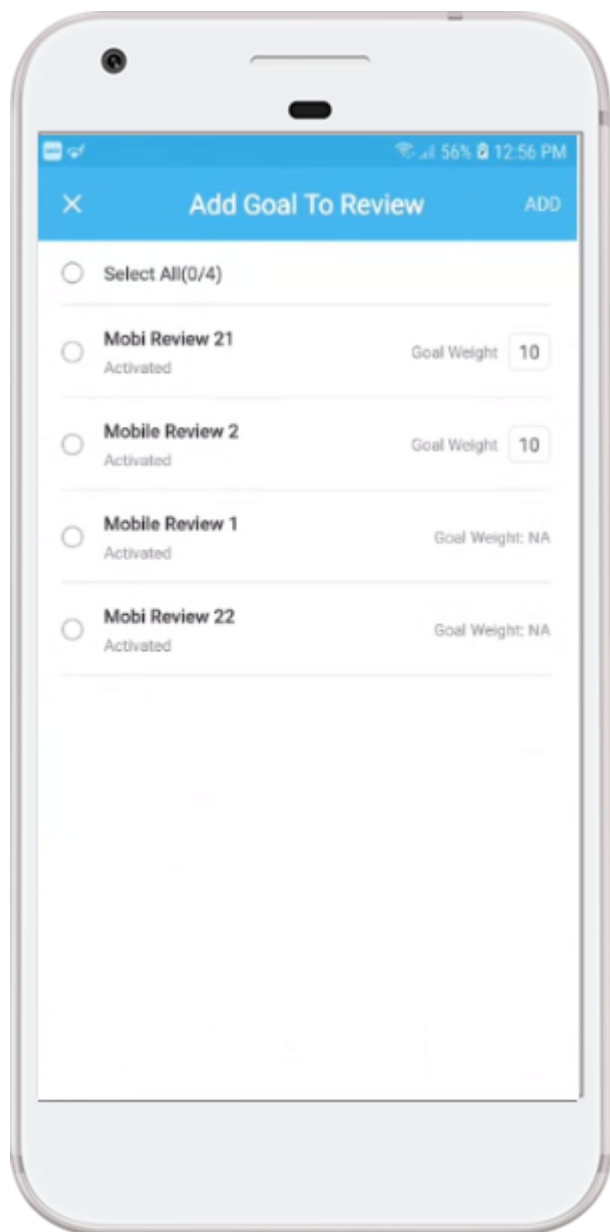 56% 12:56 PM
Add Goal To Review ADD
Select All(0/4)
Mobi Review 21
Activated
Goal Weight 10
Mobile Review 2
Activated
Goal Weight 10
Mobile Review 1
Activated
Goal Weight: NA
Mobi Review 22
Activated
Goal Weight: NA